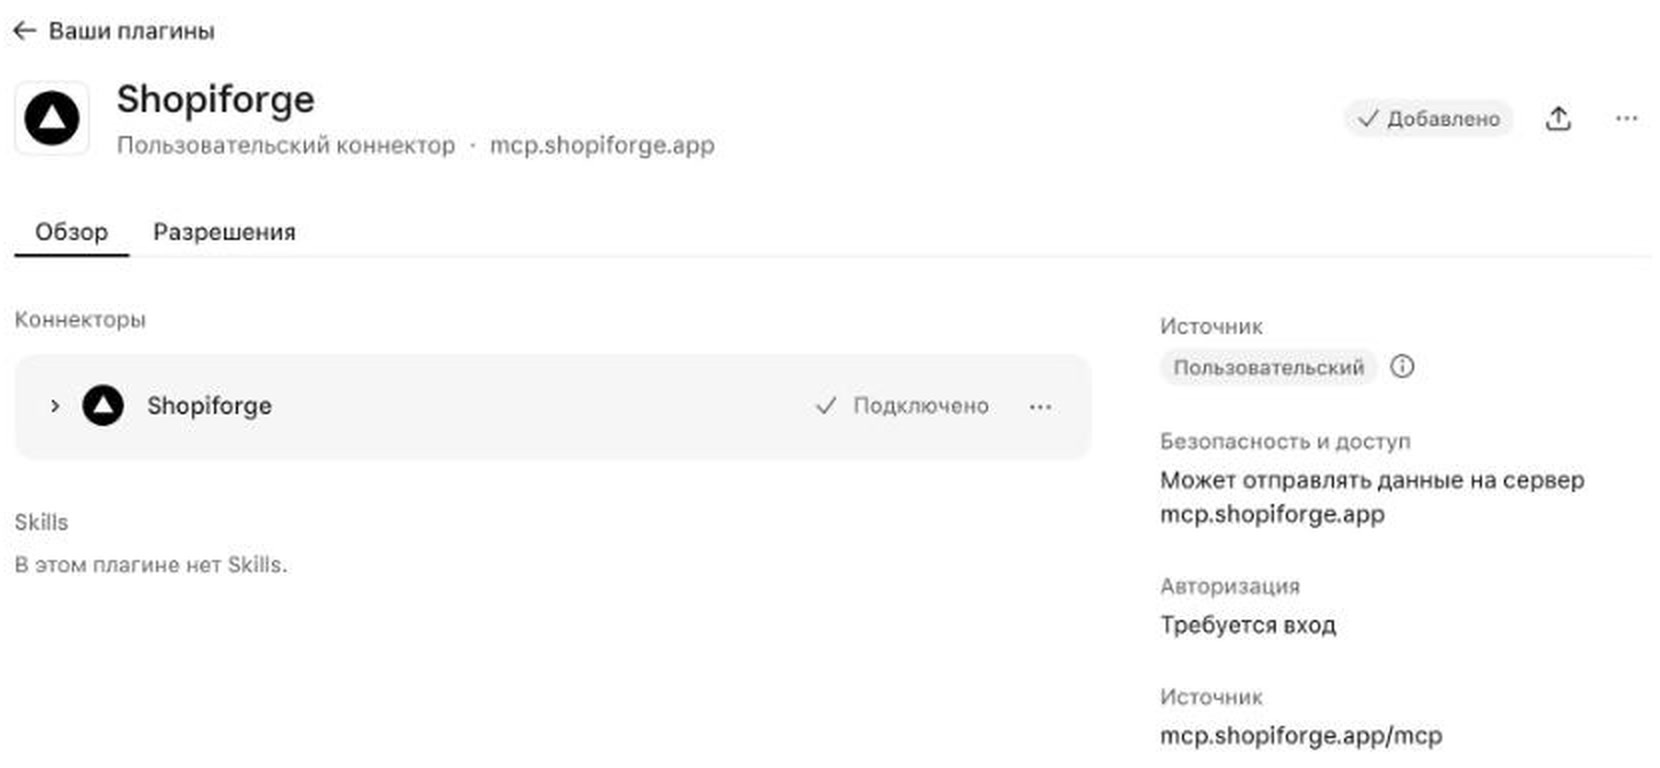 Ваши плагины
Shopiforge
Пользовательский коннектор · mcp.shopiforge.app
Добавлено
Обзор
Разрешения
Коннекторы
Shopiforge
Подключено
Skills
В этом плагине нет Skills.
Источник
Пользовательский
Безопасность и доступ
Может отправлять данные на сервер
mcp.shopiforge.app
Авторизация
Требуется вход
Источник
mcp.shopiforge.app/mcp